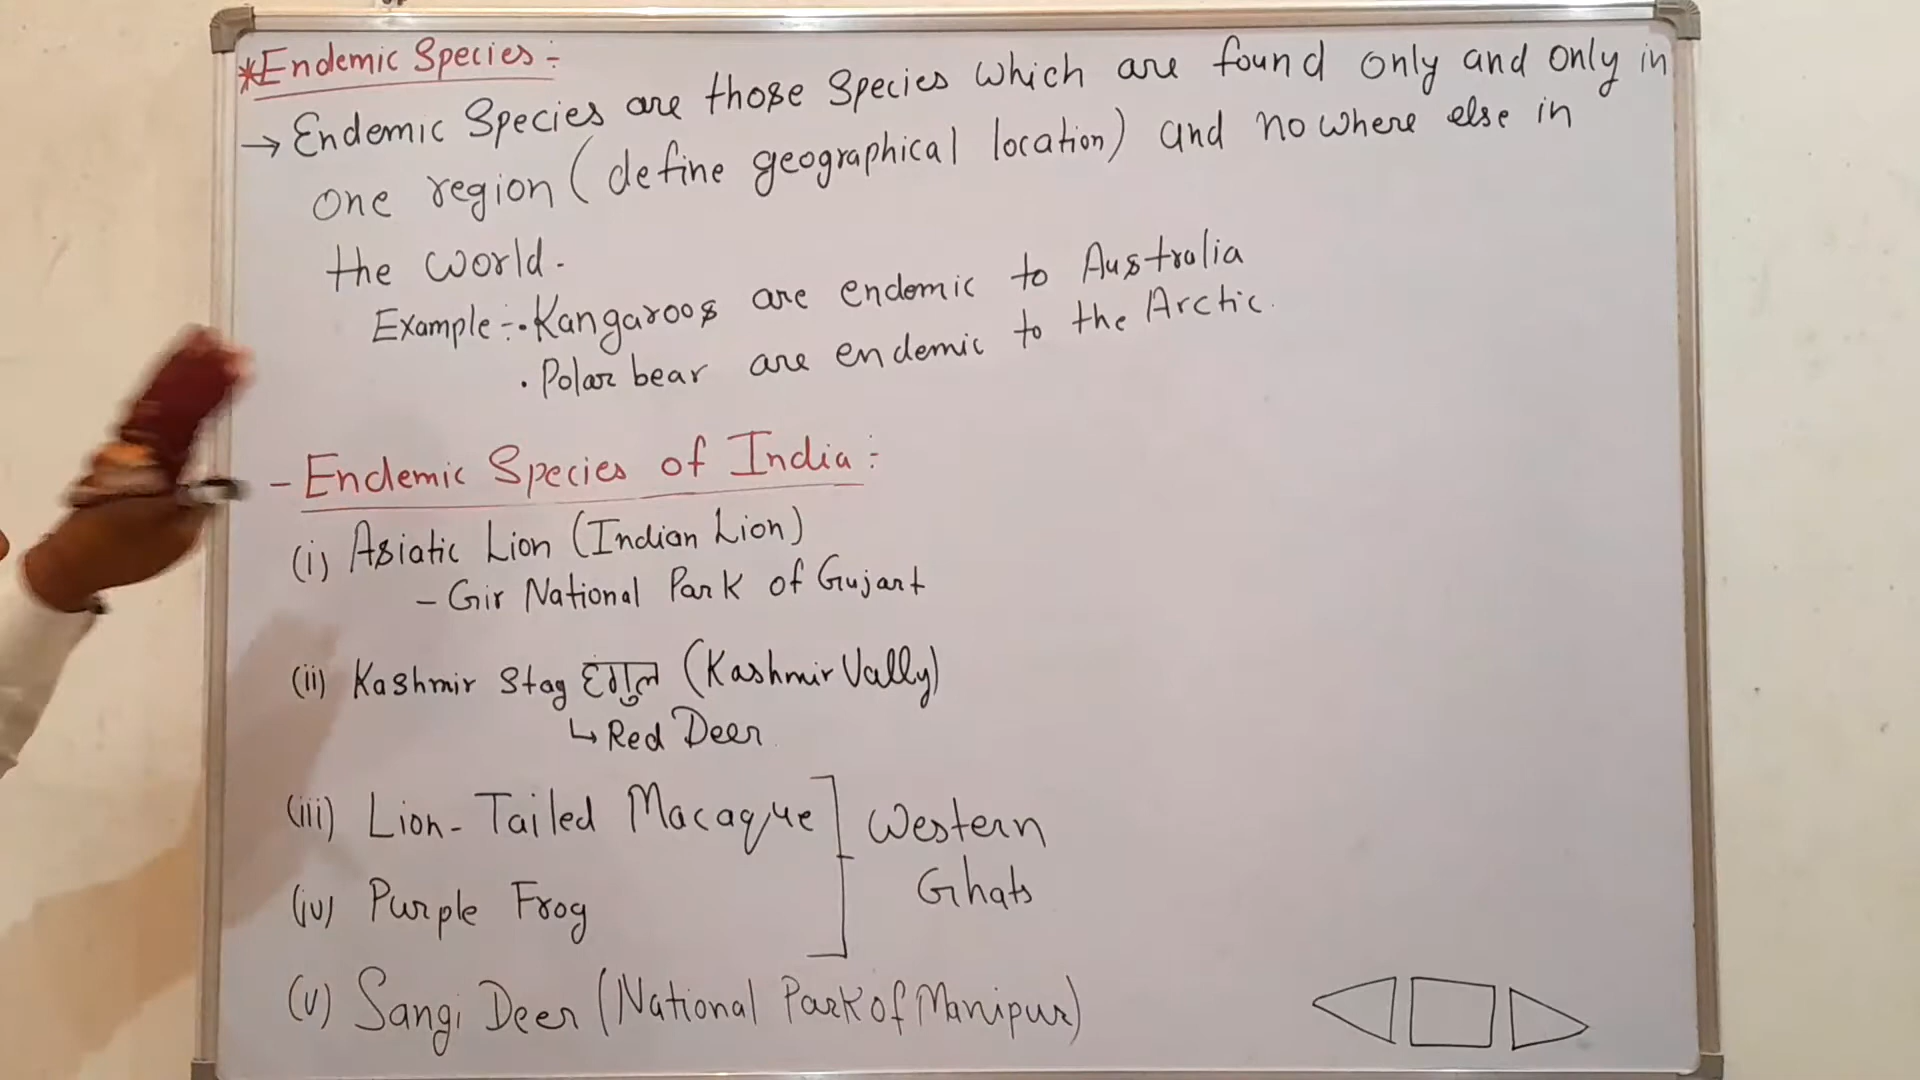 *Endemic Species :-
→ Endemic Species are those Species which are found only and only in
one region ( define geographical location) and nowhere else in
the world.
Example :- • Kangaroos are endemic to Australia
• Polar bear are endemic to the Arctic.
- Endemic Species of India :
(i) Asiatic Lion (Indian Lion)
- Gir National Park of Gujart
(ii) Kashmir Stag हंगुल (Kashmir Vally)
↳ Red Deer
(iii) Lion-Tailed Macaque
(iv) Purple Frog
Western
Ghats
(v) Sangi Deer (National Park of Manipur)